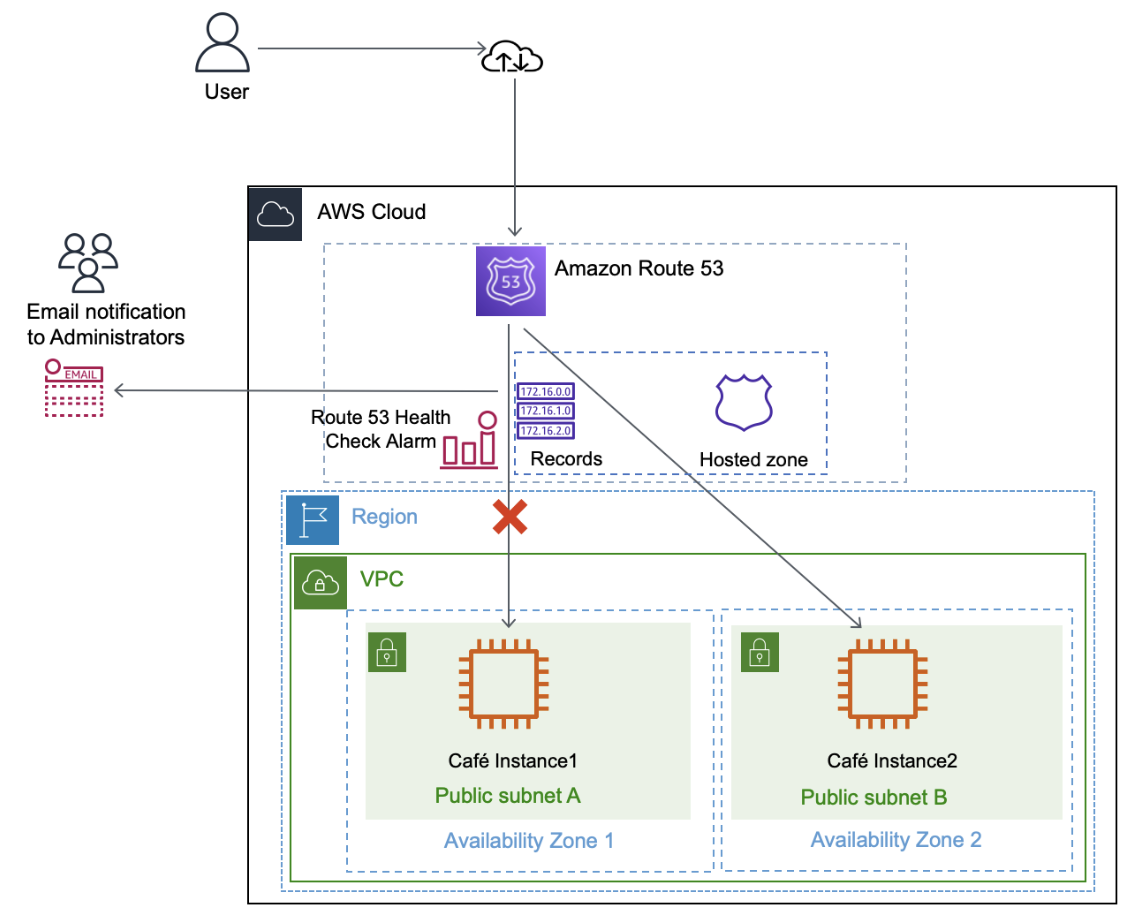 User
AWS Cloud
Amazon Route 53
53
Email notification
to Administrators
EMAIL
172.16.0.0
172.16.1.0
172.16.2.0
Route 53 Health
Check Alarm
Records
Hosted zone
Region
VPC
Café Instance1
Public subnet A
Availability Zone 1
Café Instance2
Public subnet B
Availability Zone 2